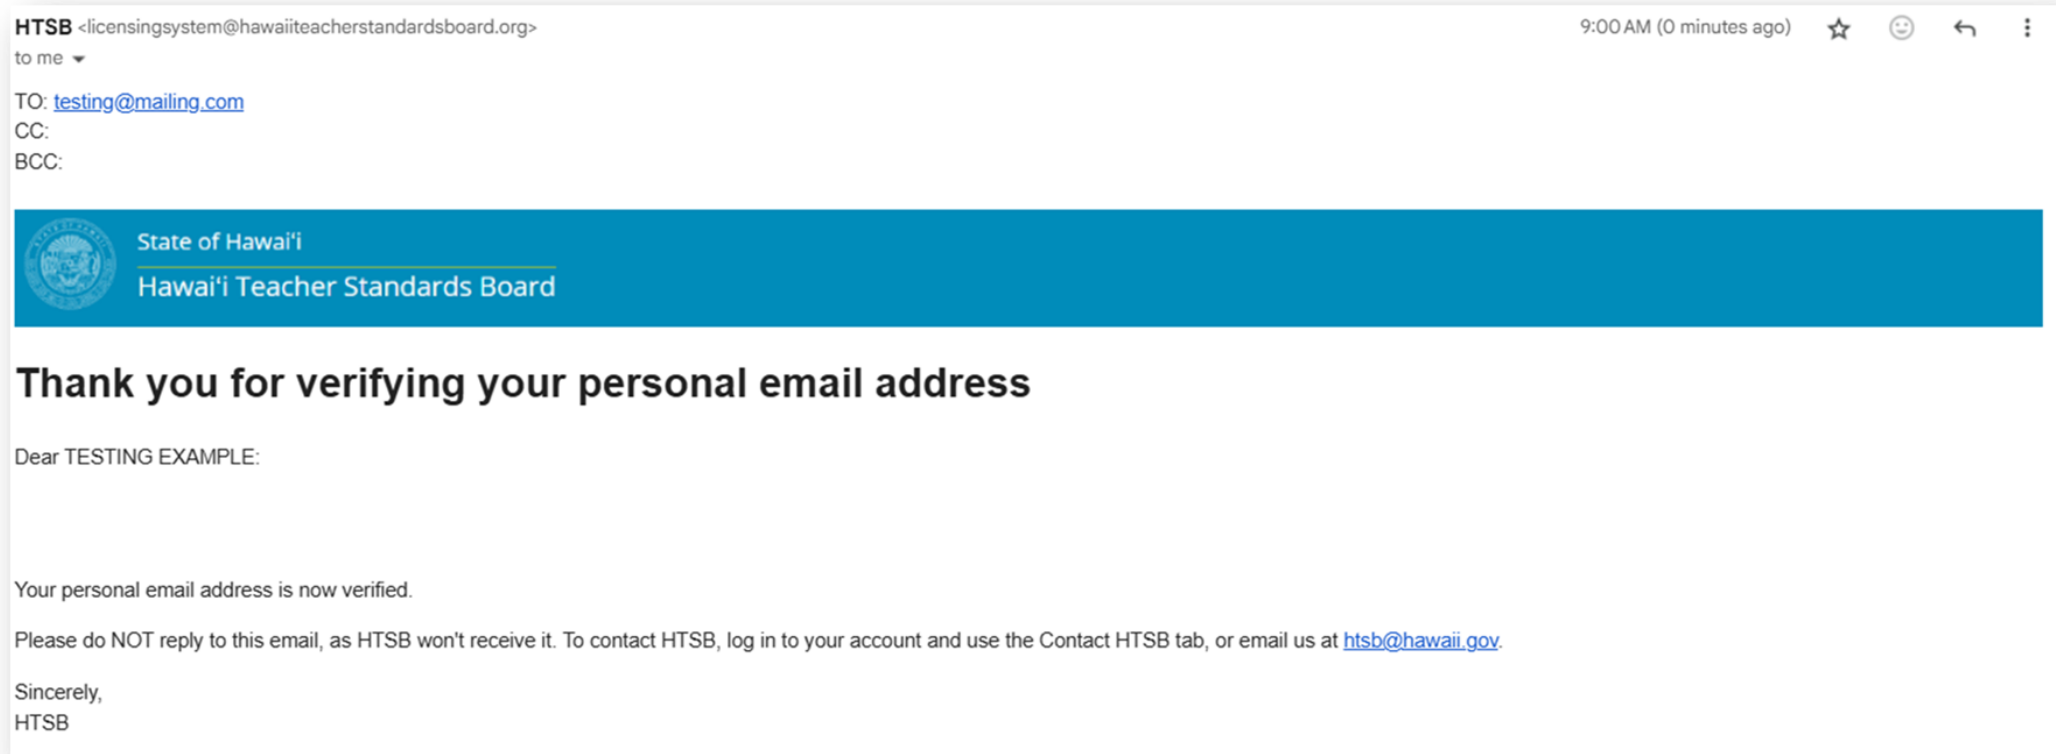 HTSB <licensingsystem@hawaiiteacherstandardsboard.org> 9:00 AM (0 minutes ago)
to me
TO: testing@mailing.com
CC:
BCC:
State of Hawaiʻi
Hawaiʻi Teacher Standards Board
Thank you for verifying your personal email address
Dear TESTING EXAMPLE:
Your personal email address is now verified.
Please do NOT reply to this email, as HTSB won't receive it. To contact HTSB, log in to your account and use the Contact HTSB tab, or email us at htsb@hawaii.gov.
Sincerely,
HTSB